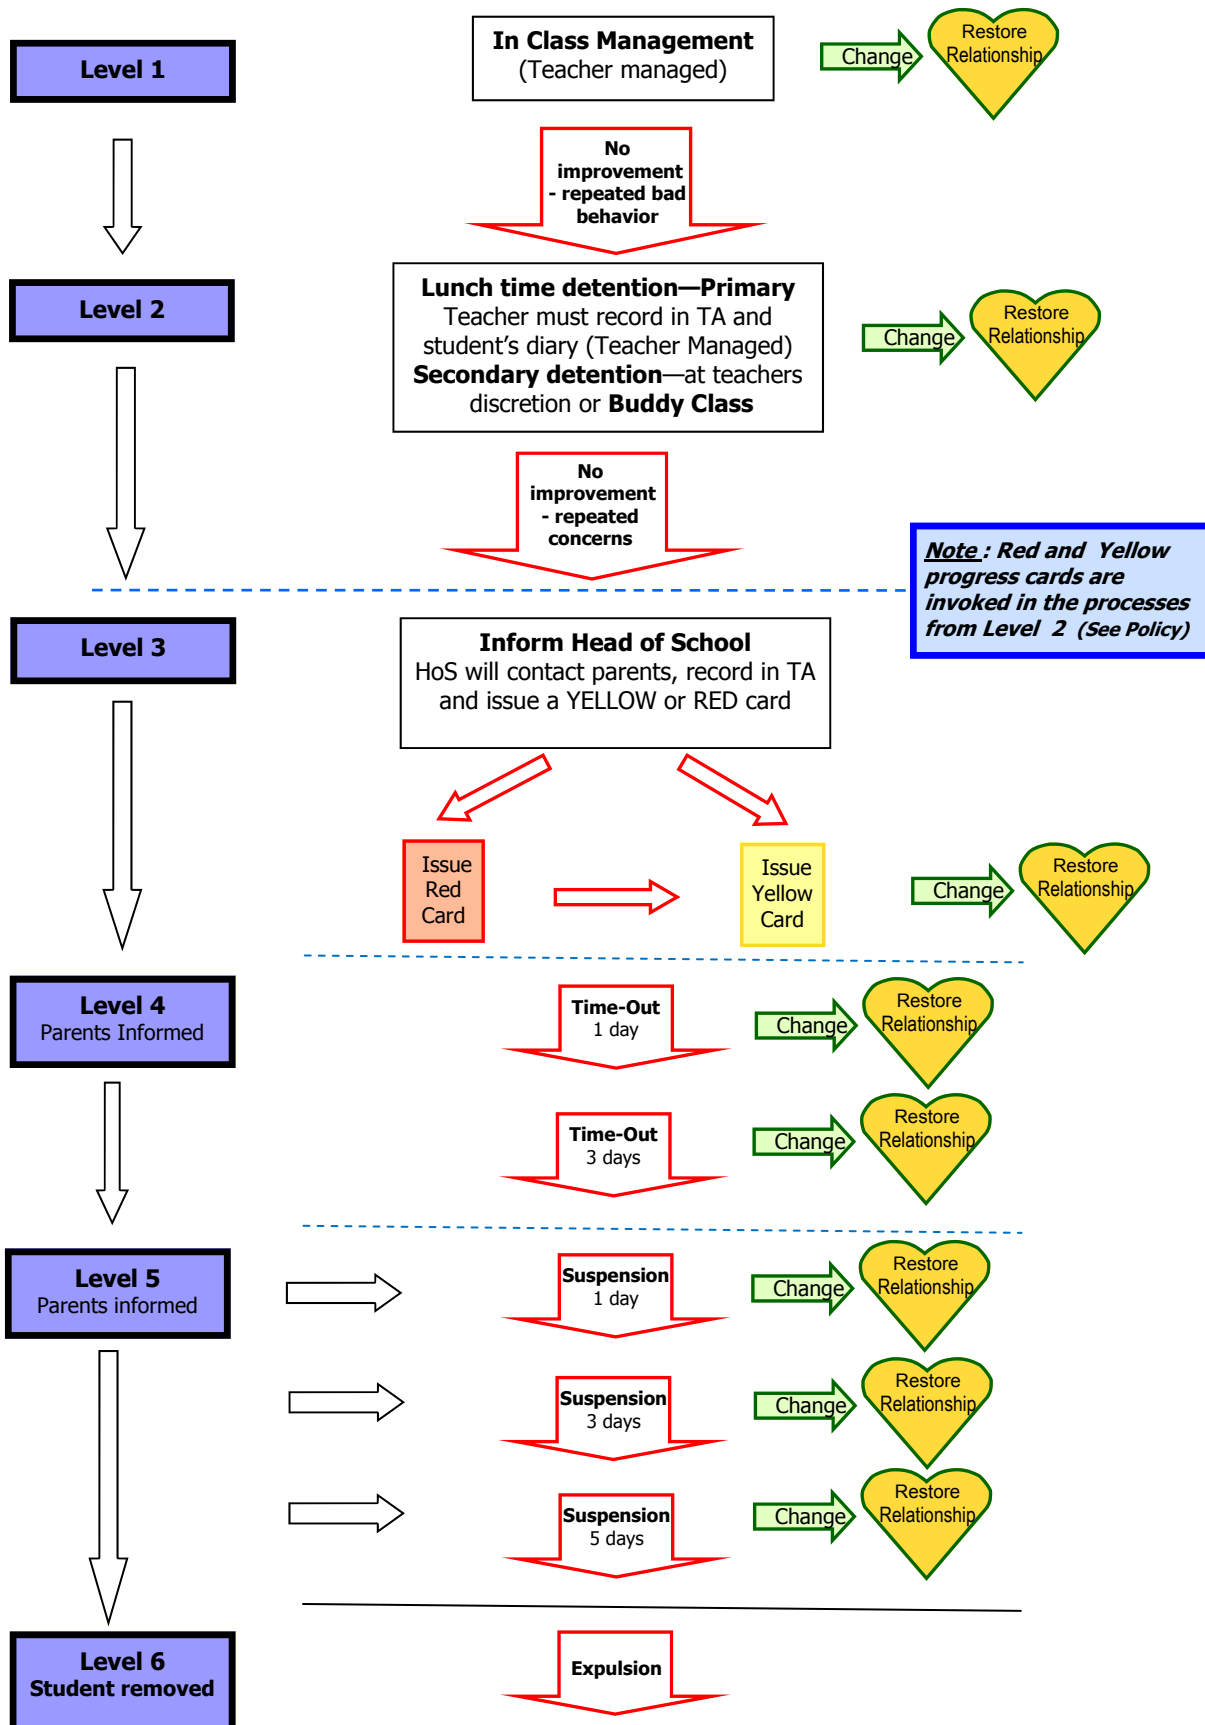 Level 1
In Class Management
(Teacher managed)
Change
Restore
Relationship
No
improvement
- repeated bad
behavior
Level 2
Lunch time detention—Primary
Teacher must record in TA and
student’s diary (Teacher Managed)
Secondary detention—at teachers
discretion or Buddy Class
Change
Restore
Relationship
No
improvement
- repeated
concerns
Note : Red and Yellow
progress cards are
invoked in the processes
from Level 2 (See Policy)
Level 3
Inform Head of School
HoS will contact parents, record in TA
and issue a YELLOW or RED card
Issue
Red
Card
Issue
Yellow
Card
Change
Restore
Relationship
Level 4
Parents Informed
Time-Out
1 day
Change
Restore
Relationship
Time-Out
3 days
Change
Restore
Relationship
Level 5
Parents informed
Suspension
1 day
Change
Restore
Relationship
Suspension
3 days
Change
Restore
Relationship
Suspension
5 days
Change
Restore
Relationship
Level 6
Student removed
Expulsion